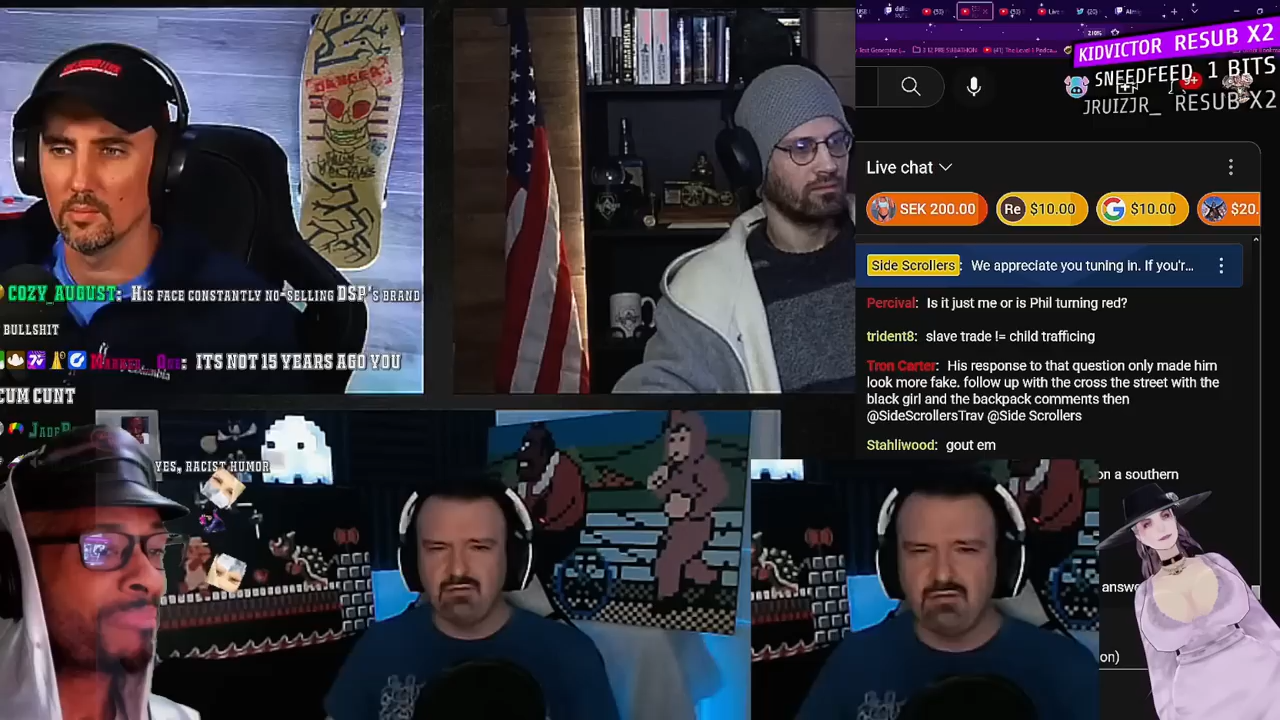 KIDVICTOR RESUB X2
SNEEDFEED 1 BITS
JRUIZJR_ RESUB X2
210%
Live chat
SEK 200.00
Re $10.00
$10.00
$20.
Side Scrollers: We appreciate you tuning in. If you'r...
Percival: Is it just me or is Phil turning red?
trident8: slave trade != child trafficing
Tron Carter: His response to that question only made him
look more fake. follow up with the cross the street with the
black girl and the backpack comments then
@SideScrollersTrav @Side Scrollers
Stahliwood: gout em
on a southern
answe
on)
DANGER
COZY_AUGUST: HIS FACE CONSTANTLY NO-SELLING DSP'S BRAND
BULLSHIT
ITS NOT 15 YEARS AGO YOU
CUM CUNT
YES, RACIST HUMOR